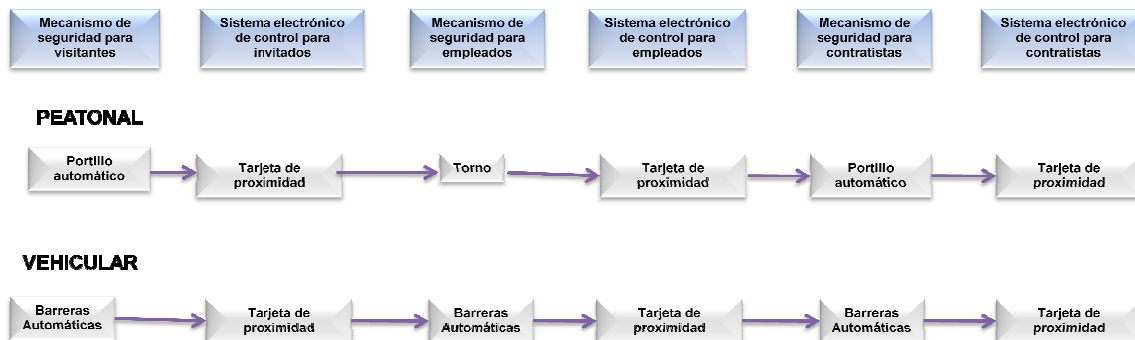 Mecanismo de
seguridad para
visitantes
Sistema electrónico
de control para
invitados
Mecanismo de
seguridad para
empleados
Sistema electrónico
de control para
empleados
Mecanismo de
seguridad para
contratistas
Sistema electrónico
de control para
contratistas
PEATONAL
Portillo
automático
Tarjeta de
proximidad
Torno
Tarjeta de
proximidad
Portillo
automático
Tarjeta de
proximidad
VEHICULAR
Barreras
Automáticas
Tarjeta de
proximidad
Barreras
Automáticas
Tarjeta de
proximidad
Barreras
Automáticas
Tarjeta de
proximidad